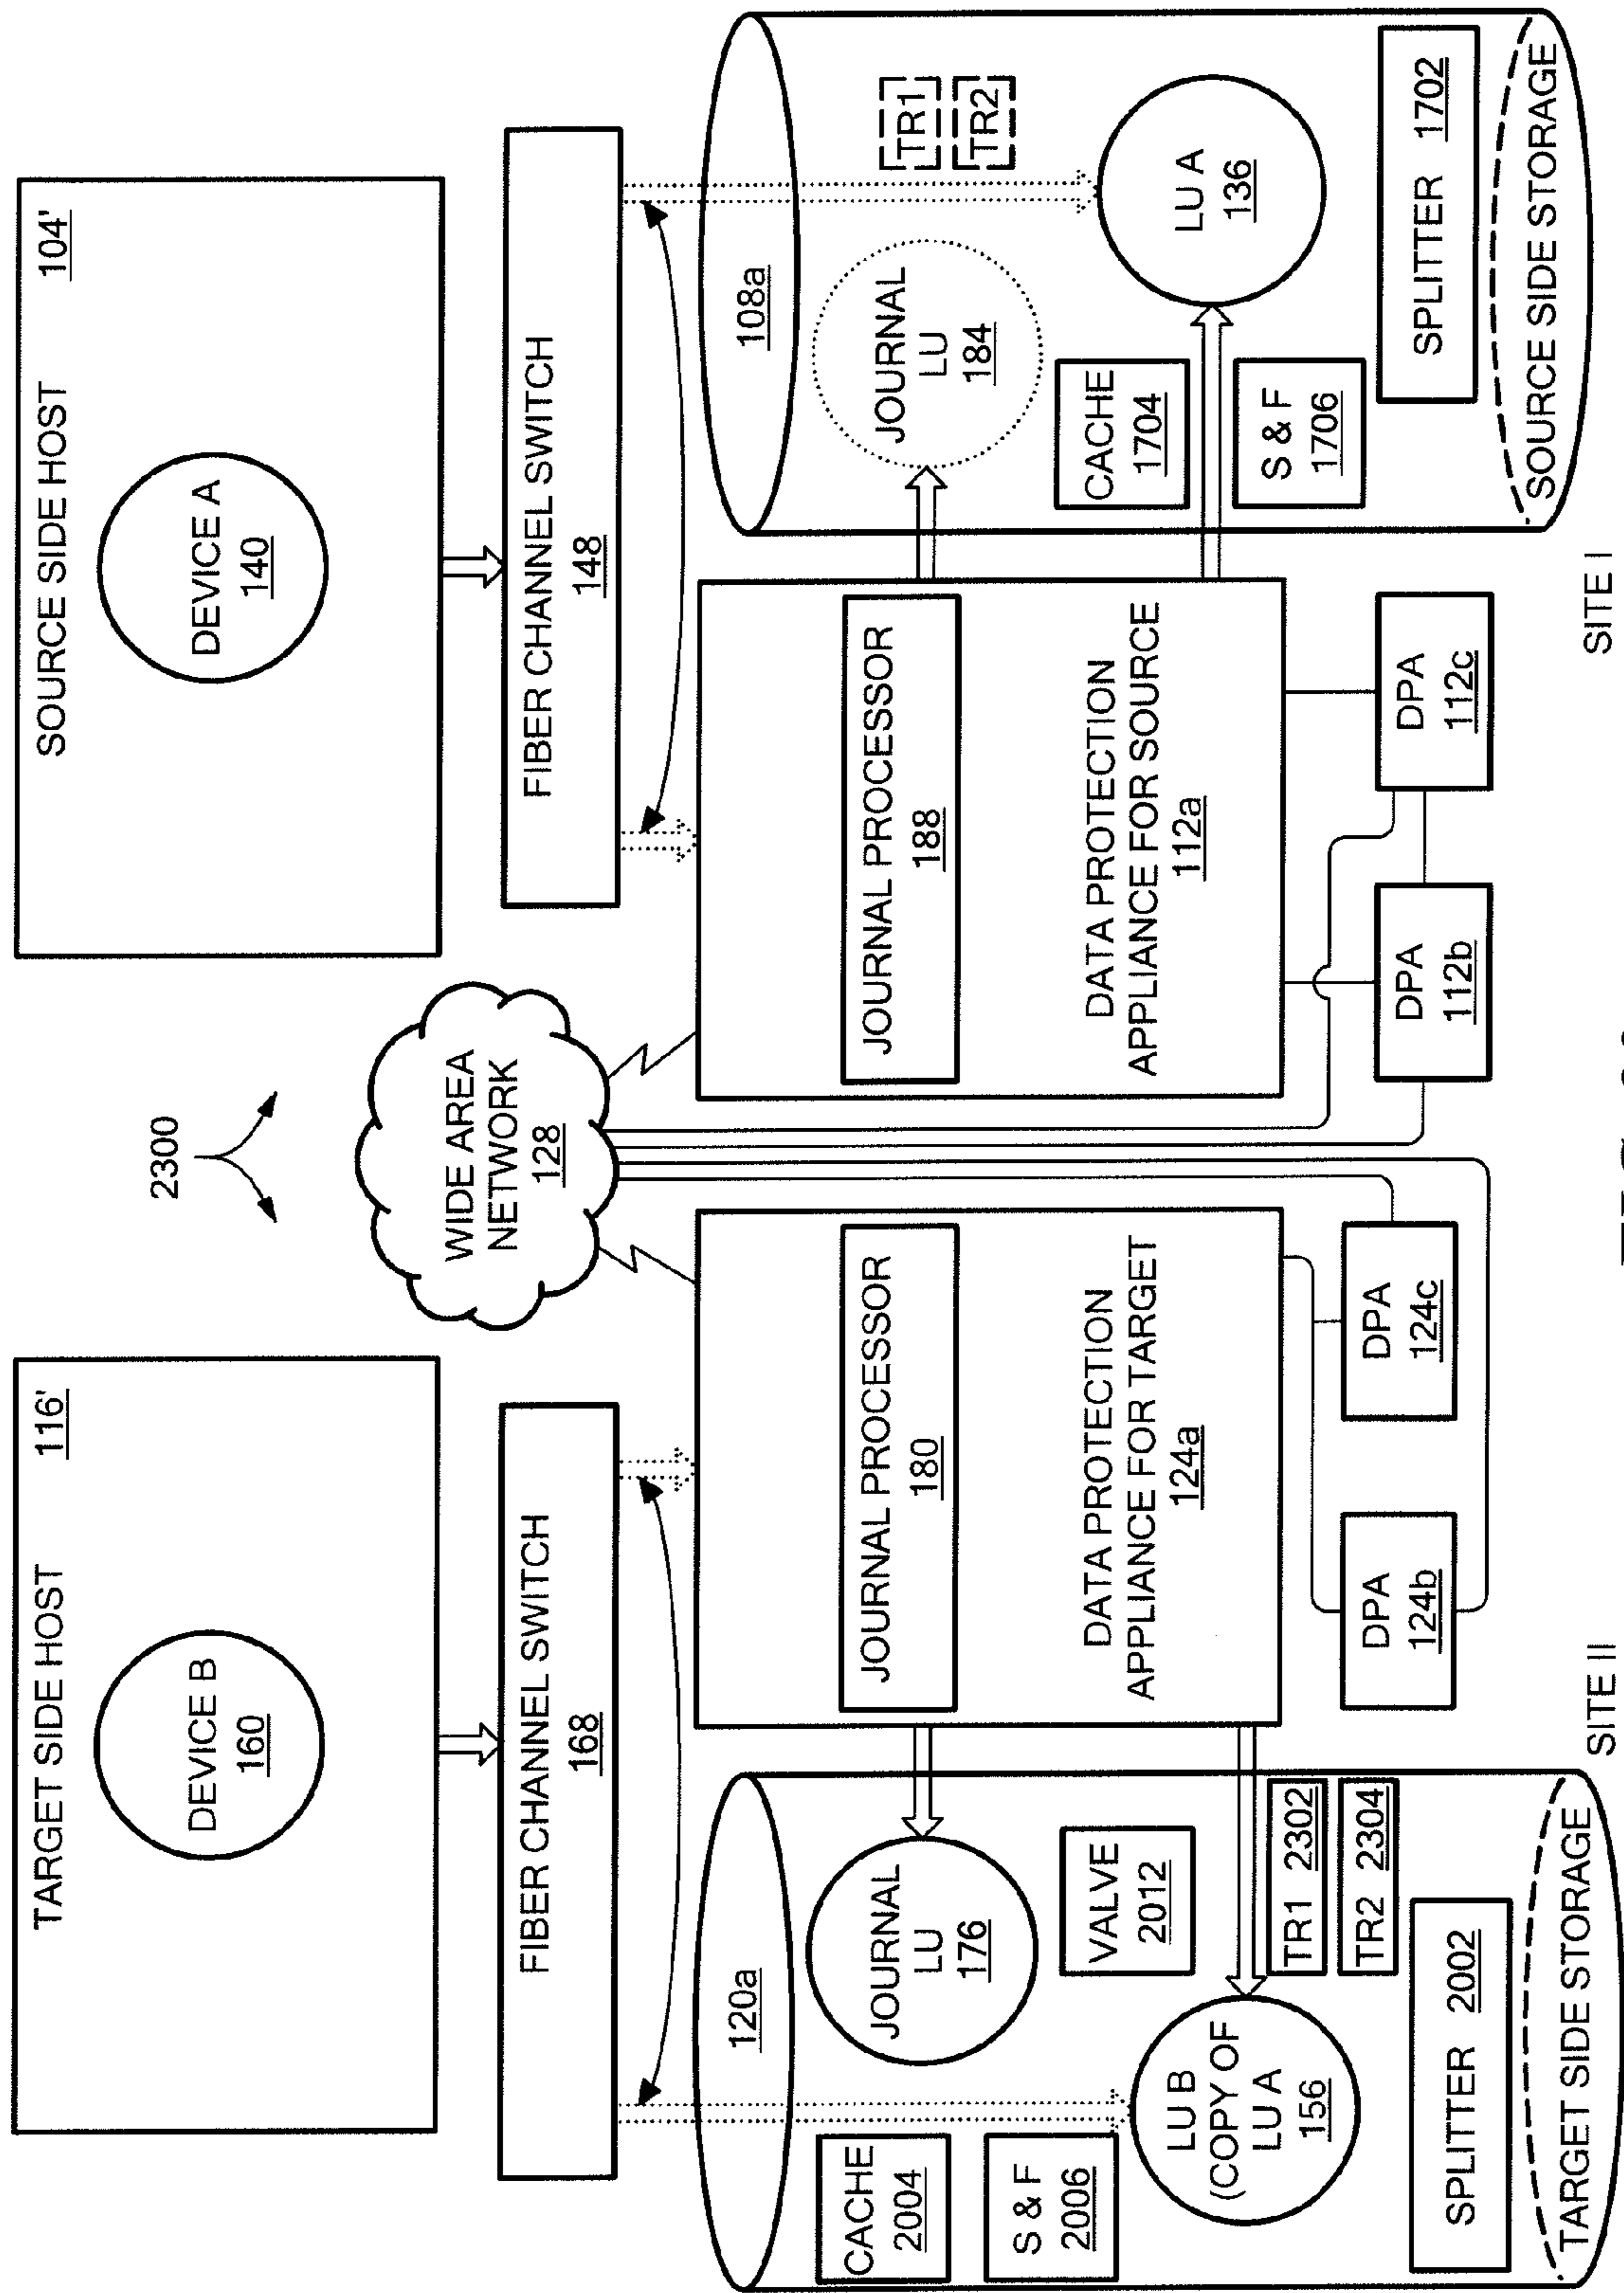 2300
TARGET SIDE HOST
116'
DEVICE B
160
FIBER CHANNEL SWITCH
168
WIDE AREA
NETWORK
128
SOURCE SIDE HOST
104'
DEVICE A
140
FIBER CHANNEL SWITCH
148
120a
CACHE
2004
S & F
2006
JOURNAL
LU
176
VALVE
2012
LU B
(COPY OF
LU A
156
TR1 2302
TR2 2304
SPLITTER 2002
TARGET SIDE STORAGE
JOURNAL PROCESSOR
180
DATA PROTECTION
APPLIANCE FOR TARGET
124a
DPA
124b
DPA
124c
SITE II
JOURNAL PROCESSOR
188
DATA PROTECTION
APPLIANCE FOR SOURCE
112a
DPA
112b
DPA
112c
SITE I
108a
JOURNAL
LU
184
TR1
TR2
CACHE
1704
S & F
1706
LU A
136
SPLITTER 1702
SOURCE SIDE STORAGE